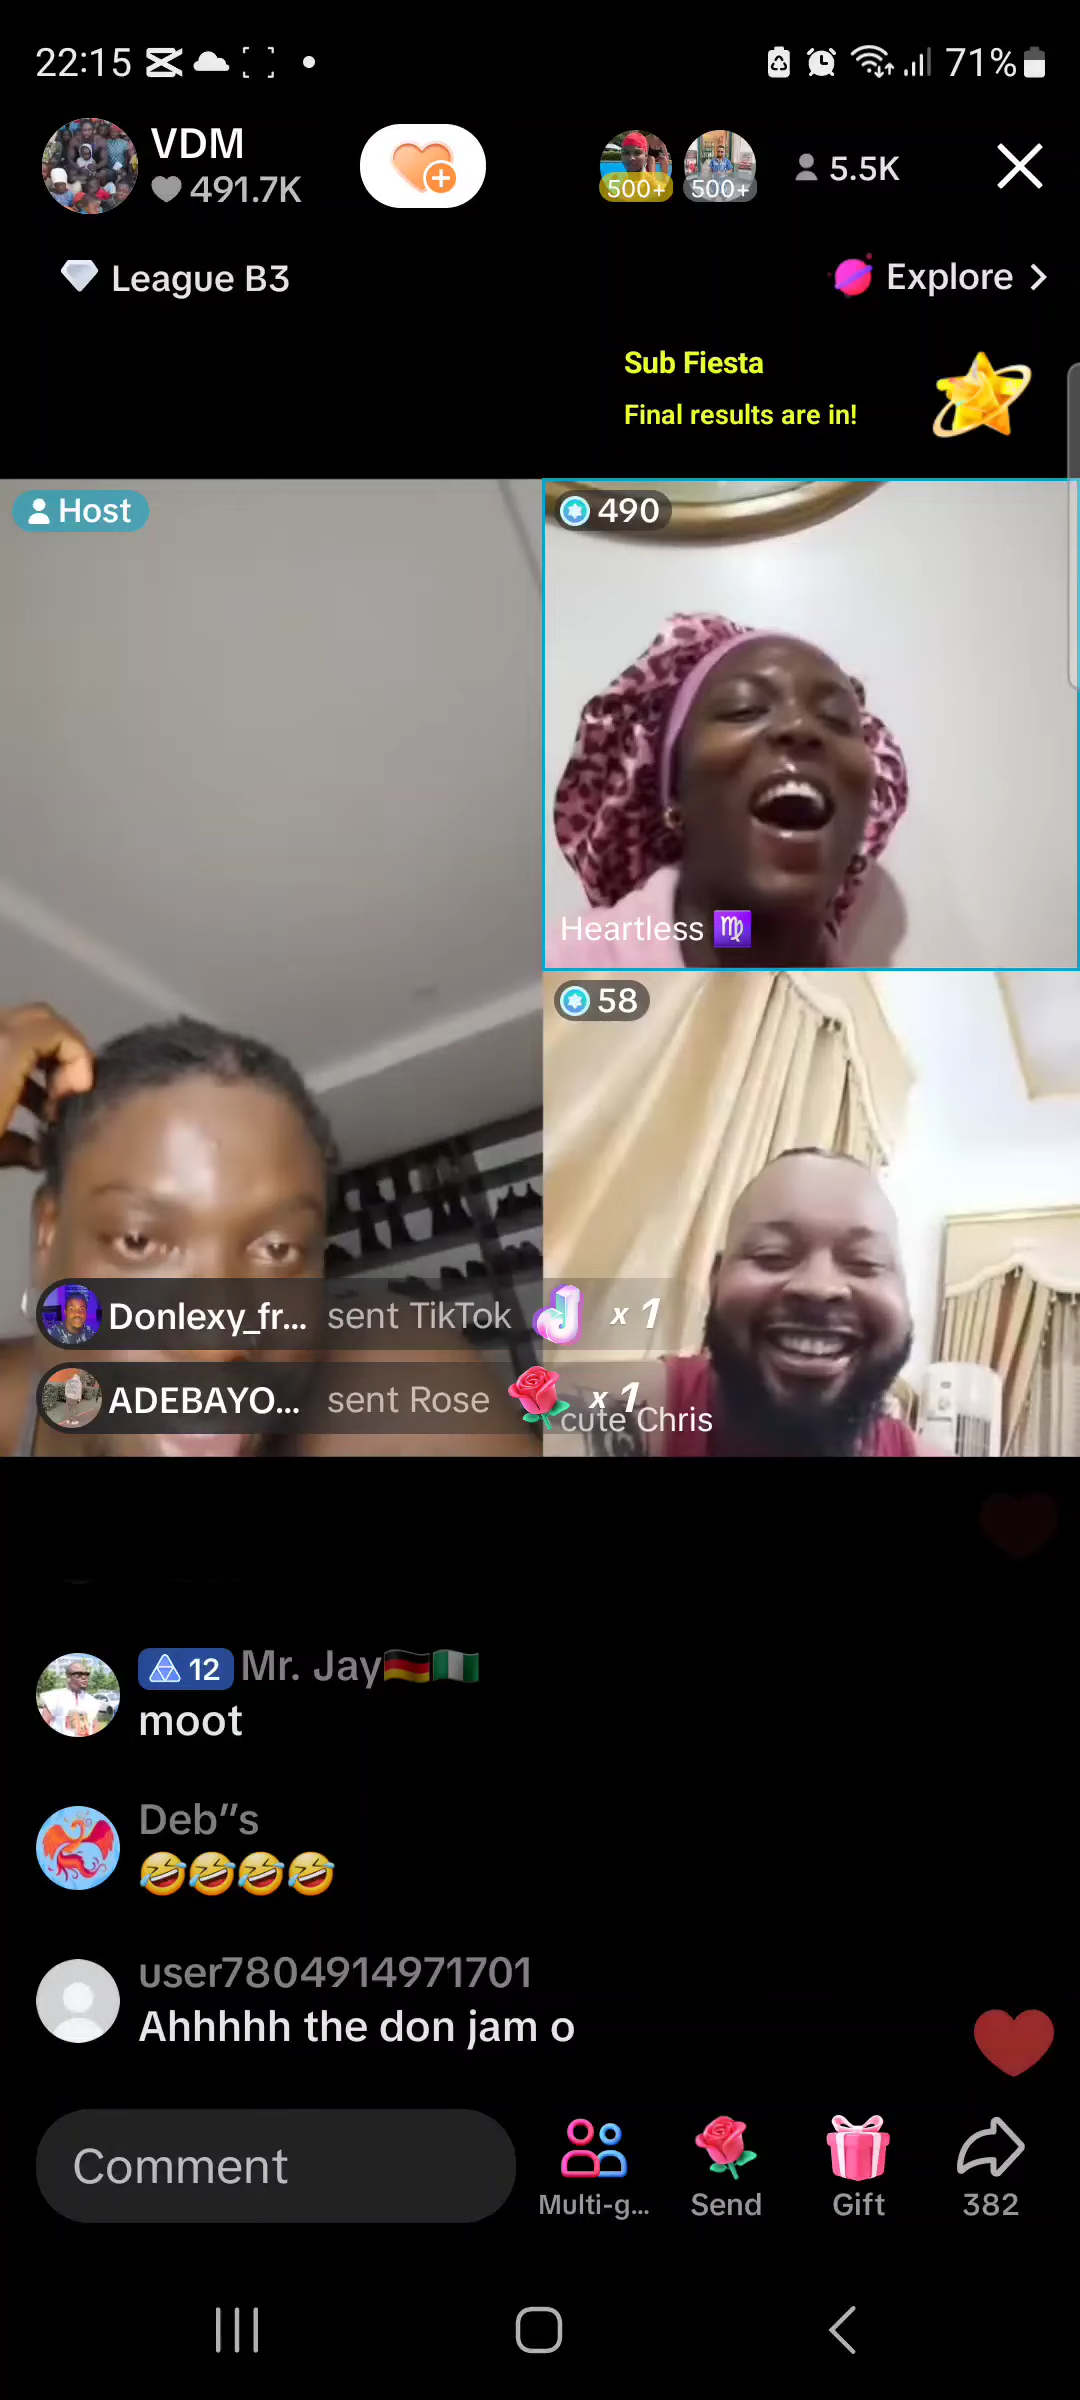 22:15
71%
VDM
491.7K
500+
500+
5.5K
League B3
Explore
Sub Fiesta
Final results are in!
Host
490
Heartless ♍
58
Donlexy_fr... sent TikTok x 1
ADEBAYO... sent Rose x 1
cute Chris
12 Mr. Jay🇩🇪🇳🇬
moot
Deb"s
🤣🤣🤣🤣
user7804914971701
Ahhhhh the don jam o
Comment
Multi-g...
Send
Gift
382